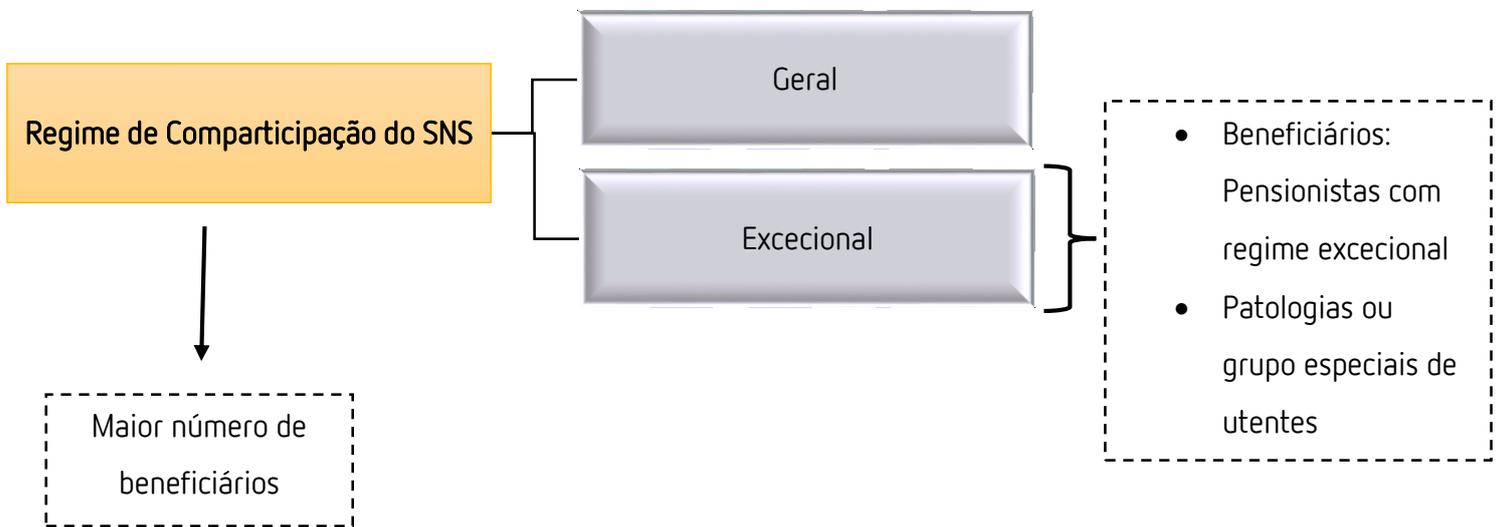 Geral
Regime de Comparticipação do SNS
Excecional
• Beneficiários:
Pensionistas com
regime excecional
• Patologias ou
grupo especiais de
utentes
Maior número de
beneficiários